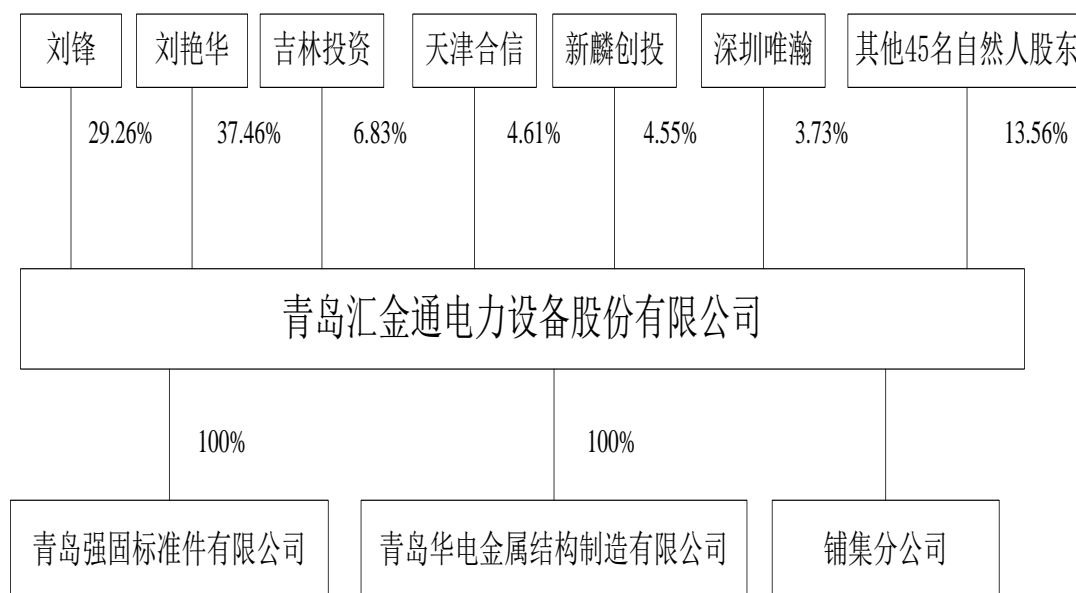 刘锋
刘艳华
吉林投资
天津合信
新麟创投
深圳唯瀚
其他45名自然人股东
29.26%
37.46%
6.83%
4.61%
4.55%
3.73%
13.56%
青岛汇金通电力设备股份有限公司
100%
100%
青岛强固标准件有限公司
青岛华电金属结构制造有限公司
铺集分公司